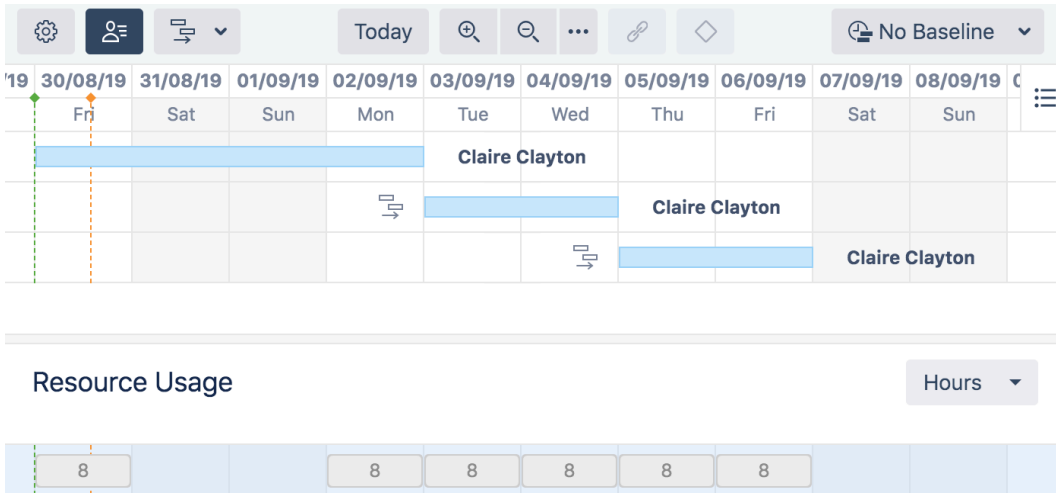 Today No Baseline
/19 30/08/19 31/08/19 01/09/19 02/09/19 03/09/19 04/09/19 05/09/19 06/09/19 07/09/19 08/09/19
Fri Sat Sun Mon Tue Wed Thu Fri Sat Sun
Claire Clayton
Claire Clayton
Claire Clayton
Resource Usage Hours
8 8 8 8 8 8